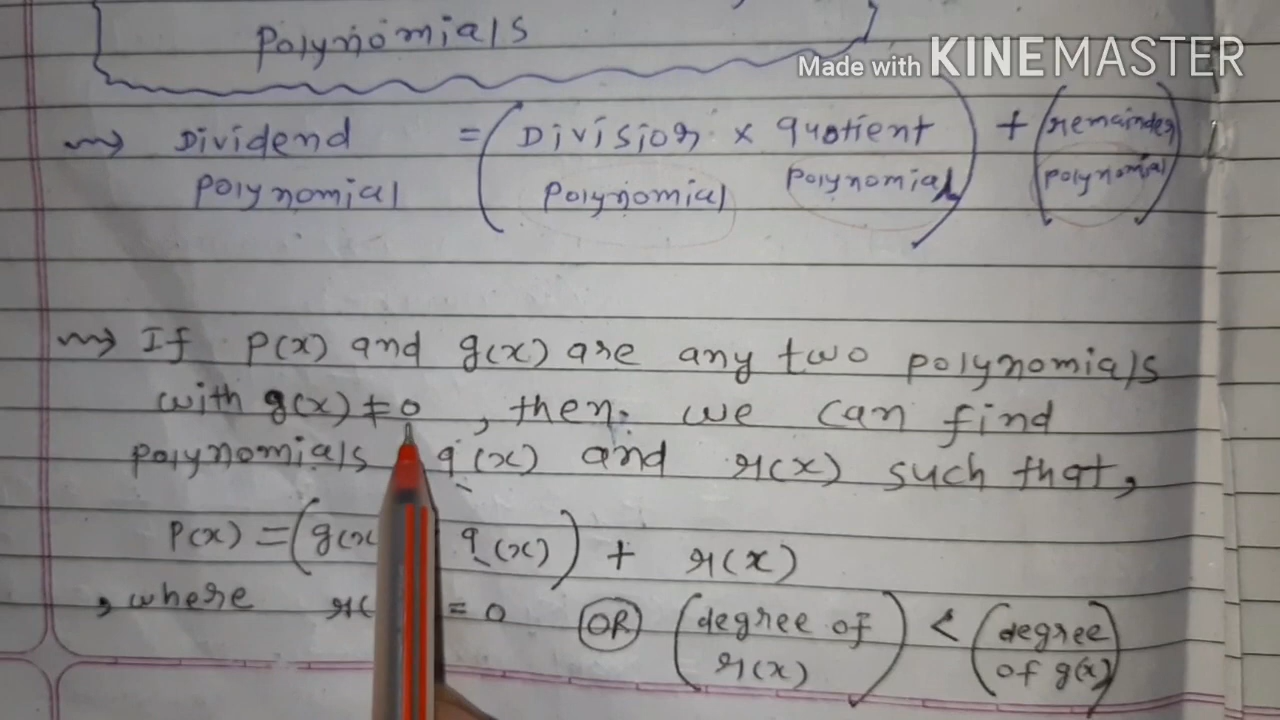 Polynomials
Made with KINEMASTER
Dividend = (Divisior × quotient) + (remainder
polynomial polynomial polynomial polynomial)
If P(x) and g(x) are any two polynomials
with g(x) ≠ 0, then. we can find
polynomials q(x) and r(x) such that,
P(x) = (g(x q(x)) + r(x)
, where r( = 0 OR (degree of r(x)) < (degree of g(x))